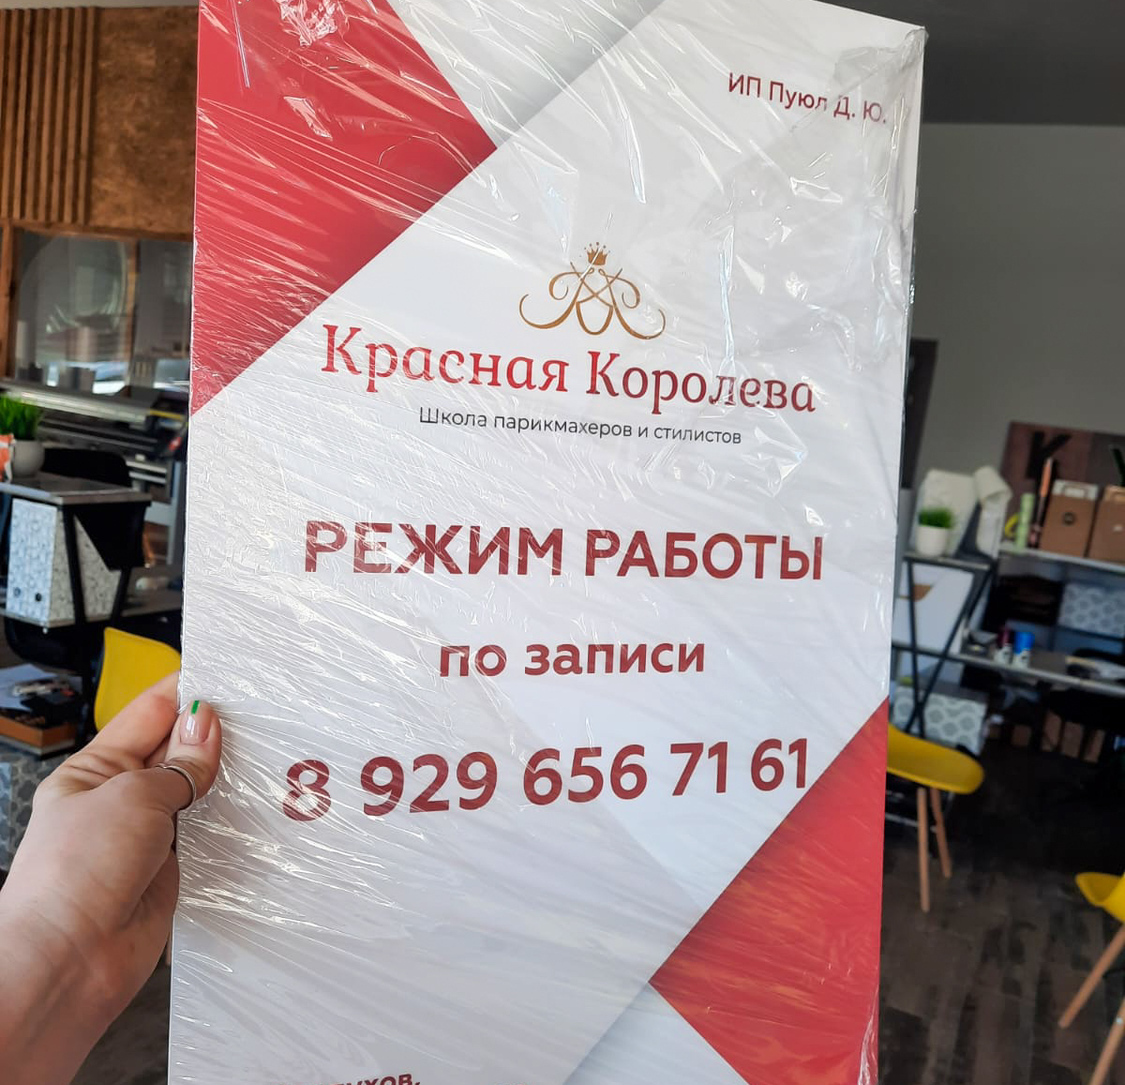 ИП Пуюл Д. Ю.
Красная Королева
Школа парикмахеров и стилистов
РЕЖИМ РАБОТЫ
по записи
8 929 656 71 61